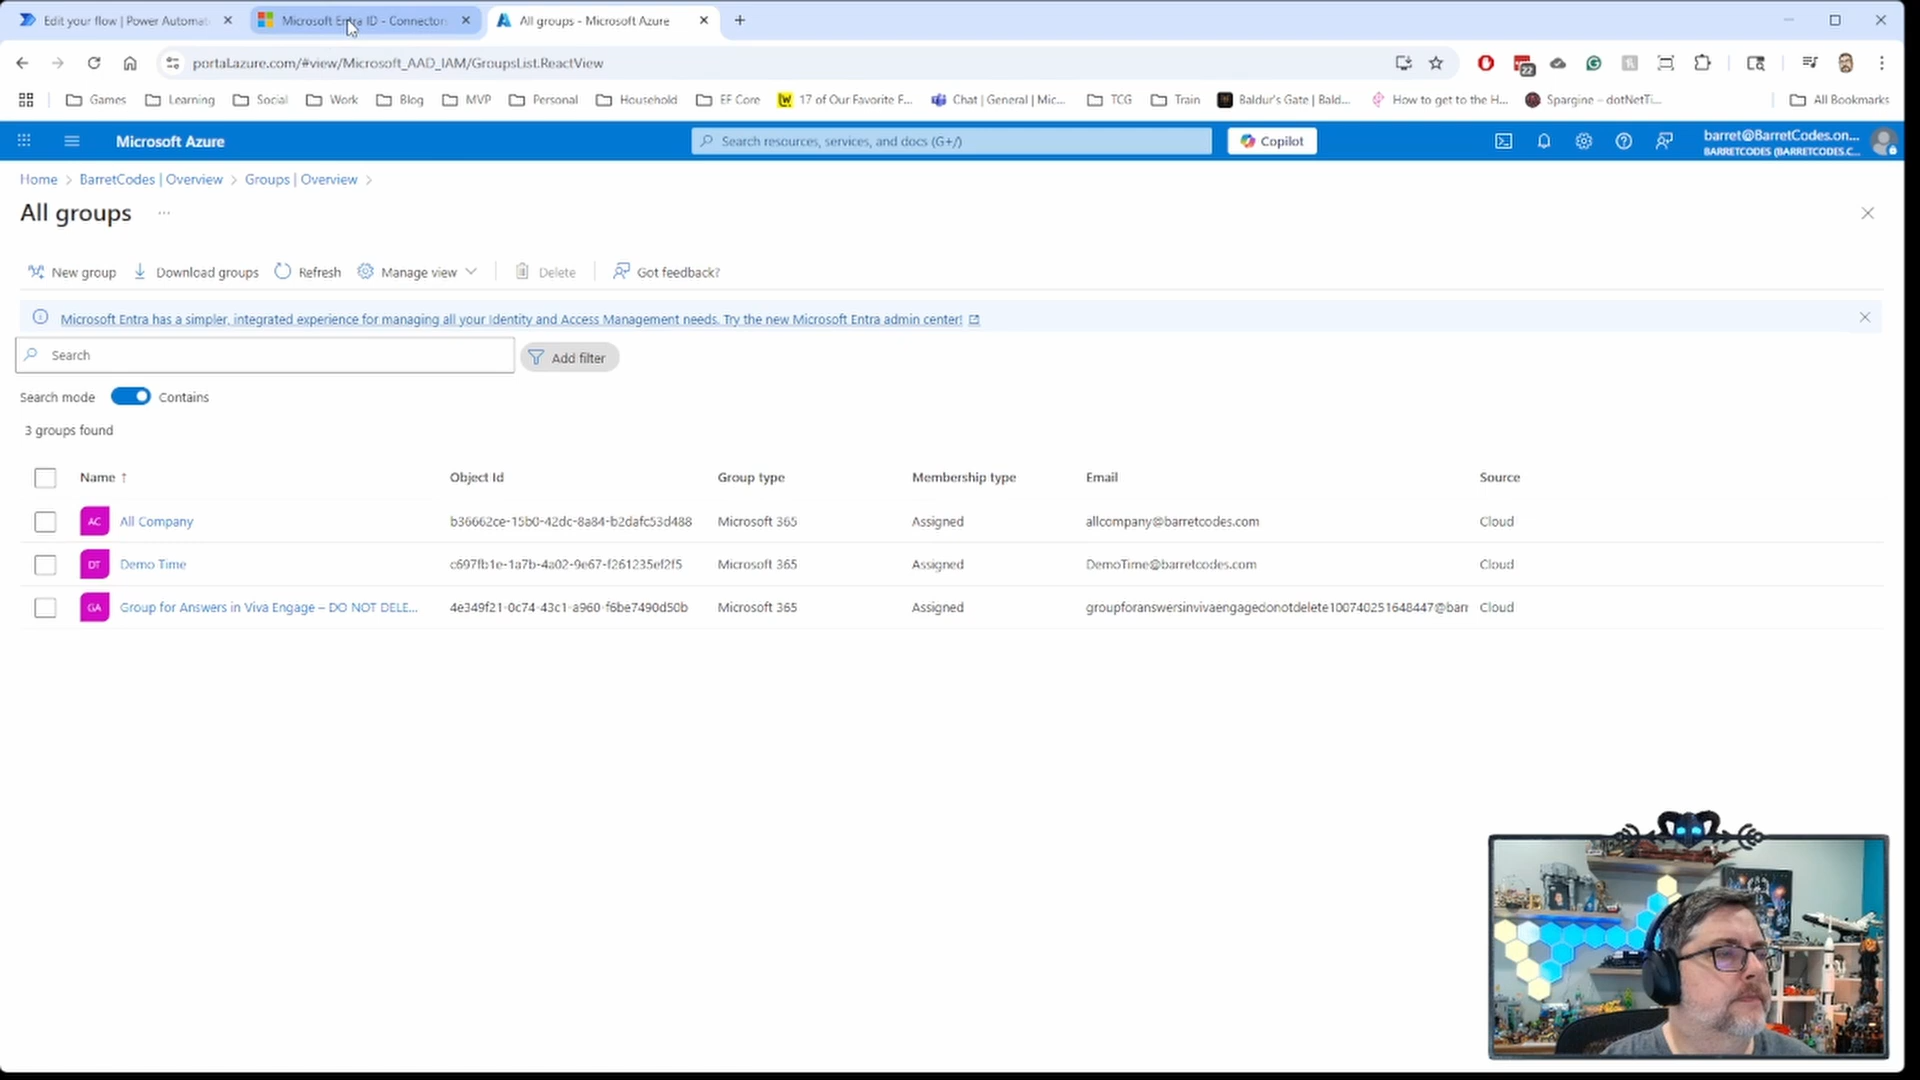 Edit your flow | Power Automat
Microsoft Entra ID - Connector
All groups - Microsoft Azure
portal.azure.com/#view/Microsoft_AAD_IAM/GroupsList.ReactView
22
Games
Learning
Social
Work
Blog
MVP
Personal
Household
EF Core
17 of Our Favorite F...
Chat | General | Mic...
TCG
Train
Baldur's Gate | Bald...
How to get to the H...
Spargine – dotNetTi...
All Bookmarks
Microsoft Azure
Search resources, services, and docs (G+/)
Copilot
barret@BarretCodes.on...
BARRETCODES (BARRETCODES.C...
Home > BarretCodes | Overview > Groups | Overview >
All groups ...
New group
Download groups
Refresh
Manage view
Delete
Got feedback?
Microsoft Entra has a simpler, integrated experience for managing all your Identity and Access Management needs. Try the new Microsoft Entra admin center!
Search
Add filter
Search mode
Contains
3 groups found
Name ↑ Object Id Group type Membership type Email Source
AC All Company b36662ce-15b0-42dc-8a84-b2dafc53d488 Microsoft 365 Assigned allcompany@barretcodes.com Cloud
DT Demo Time c697fb1e-1a7b-4a02-9e67-f261235ef2f5 Microsoft 365 Assigned DemoTime@barretcodes.com Cloud
GA Group for Answers in Viva Engage – DO NOT DELE... 4e349f21-0c74-43c1-a960-f6be7490d50b Microsoft 365 Assigned groupforanswersinvivaengagedonotdelete100740251648447@barr Cloud